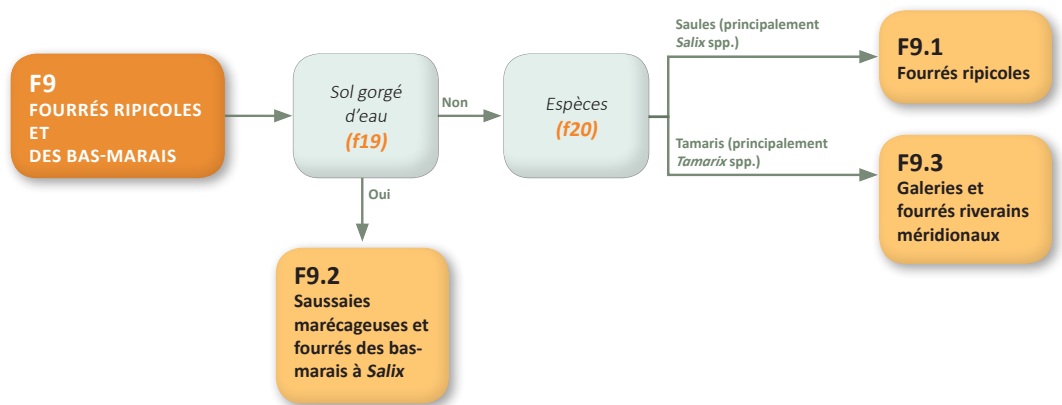 F9
FOURRÉS RIPICOLES
ET
DES BAS-MARAIS
Sol gorgé
d'eau
(f19)
Non
Oui
Espèces
(f20)
Saules (principalement
Salix spp.)
F9.1
Fourrés ripicoles
Tamaris (principalement
Tamarix spp.)
F9.3
Galeries et
fourrés riverains
méridionaux
F9.2
Saussaies
marécageuses et
fourrés des bas-
marais à Salix